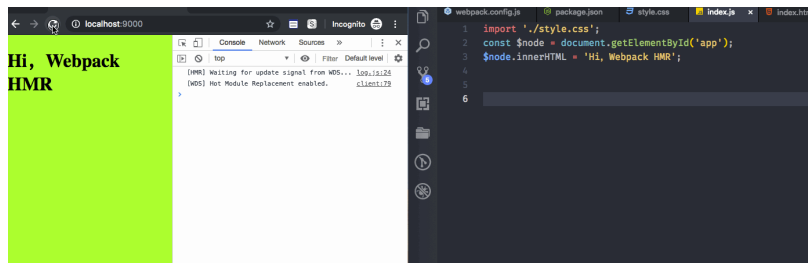 localhost:9000
Incognito
Hi, Webpack
HMR
Console Network Sources »
top Filter Default level
[HMR] Waiting for update signal from WDS... log.js:24
[WDS] Hot Module Replacement enabled. client:79
>
5
webpack.config.js package.json style.css index.js × index.htm
1 import './style.css';
2 const $node = document.getElementById('app');
3 $node.innerHTML = 'Hi, Webpack HMR';
4
5
6